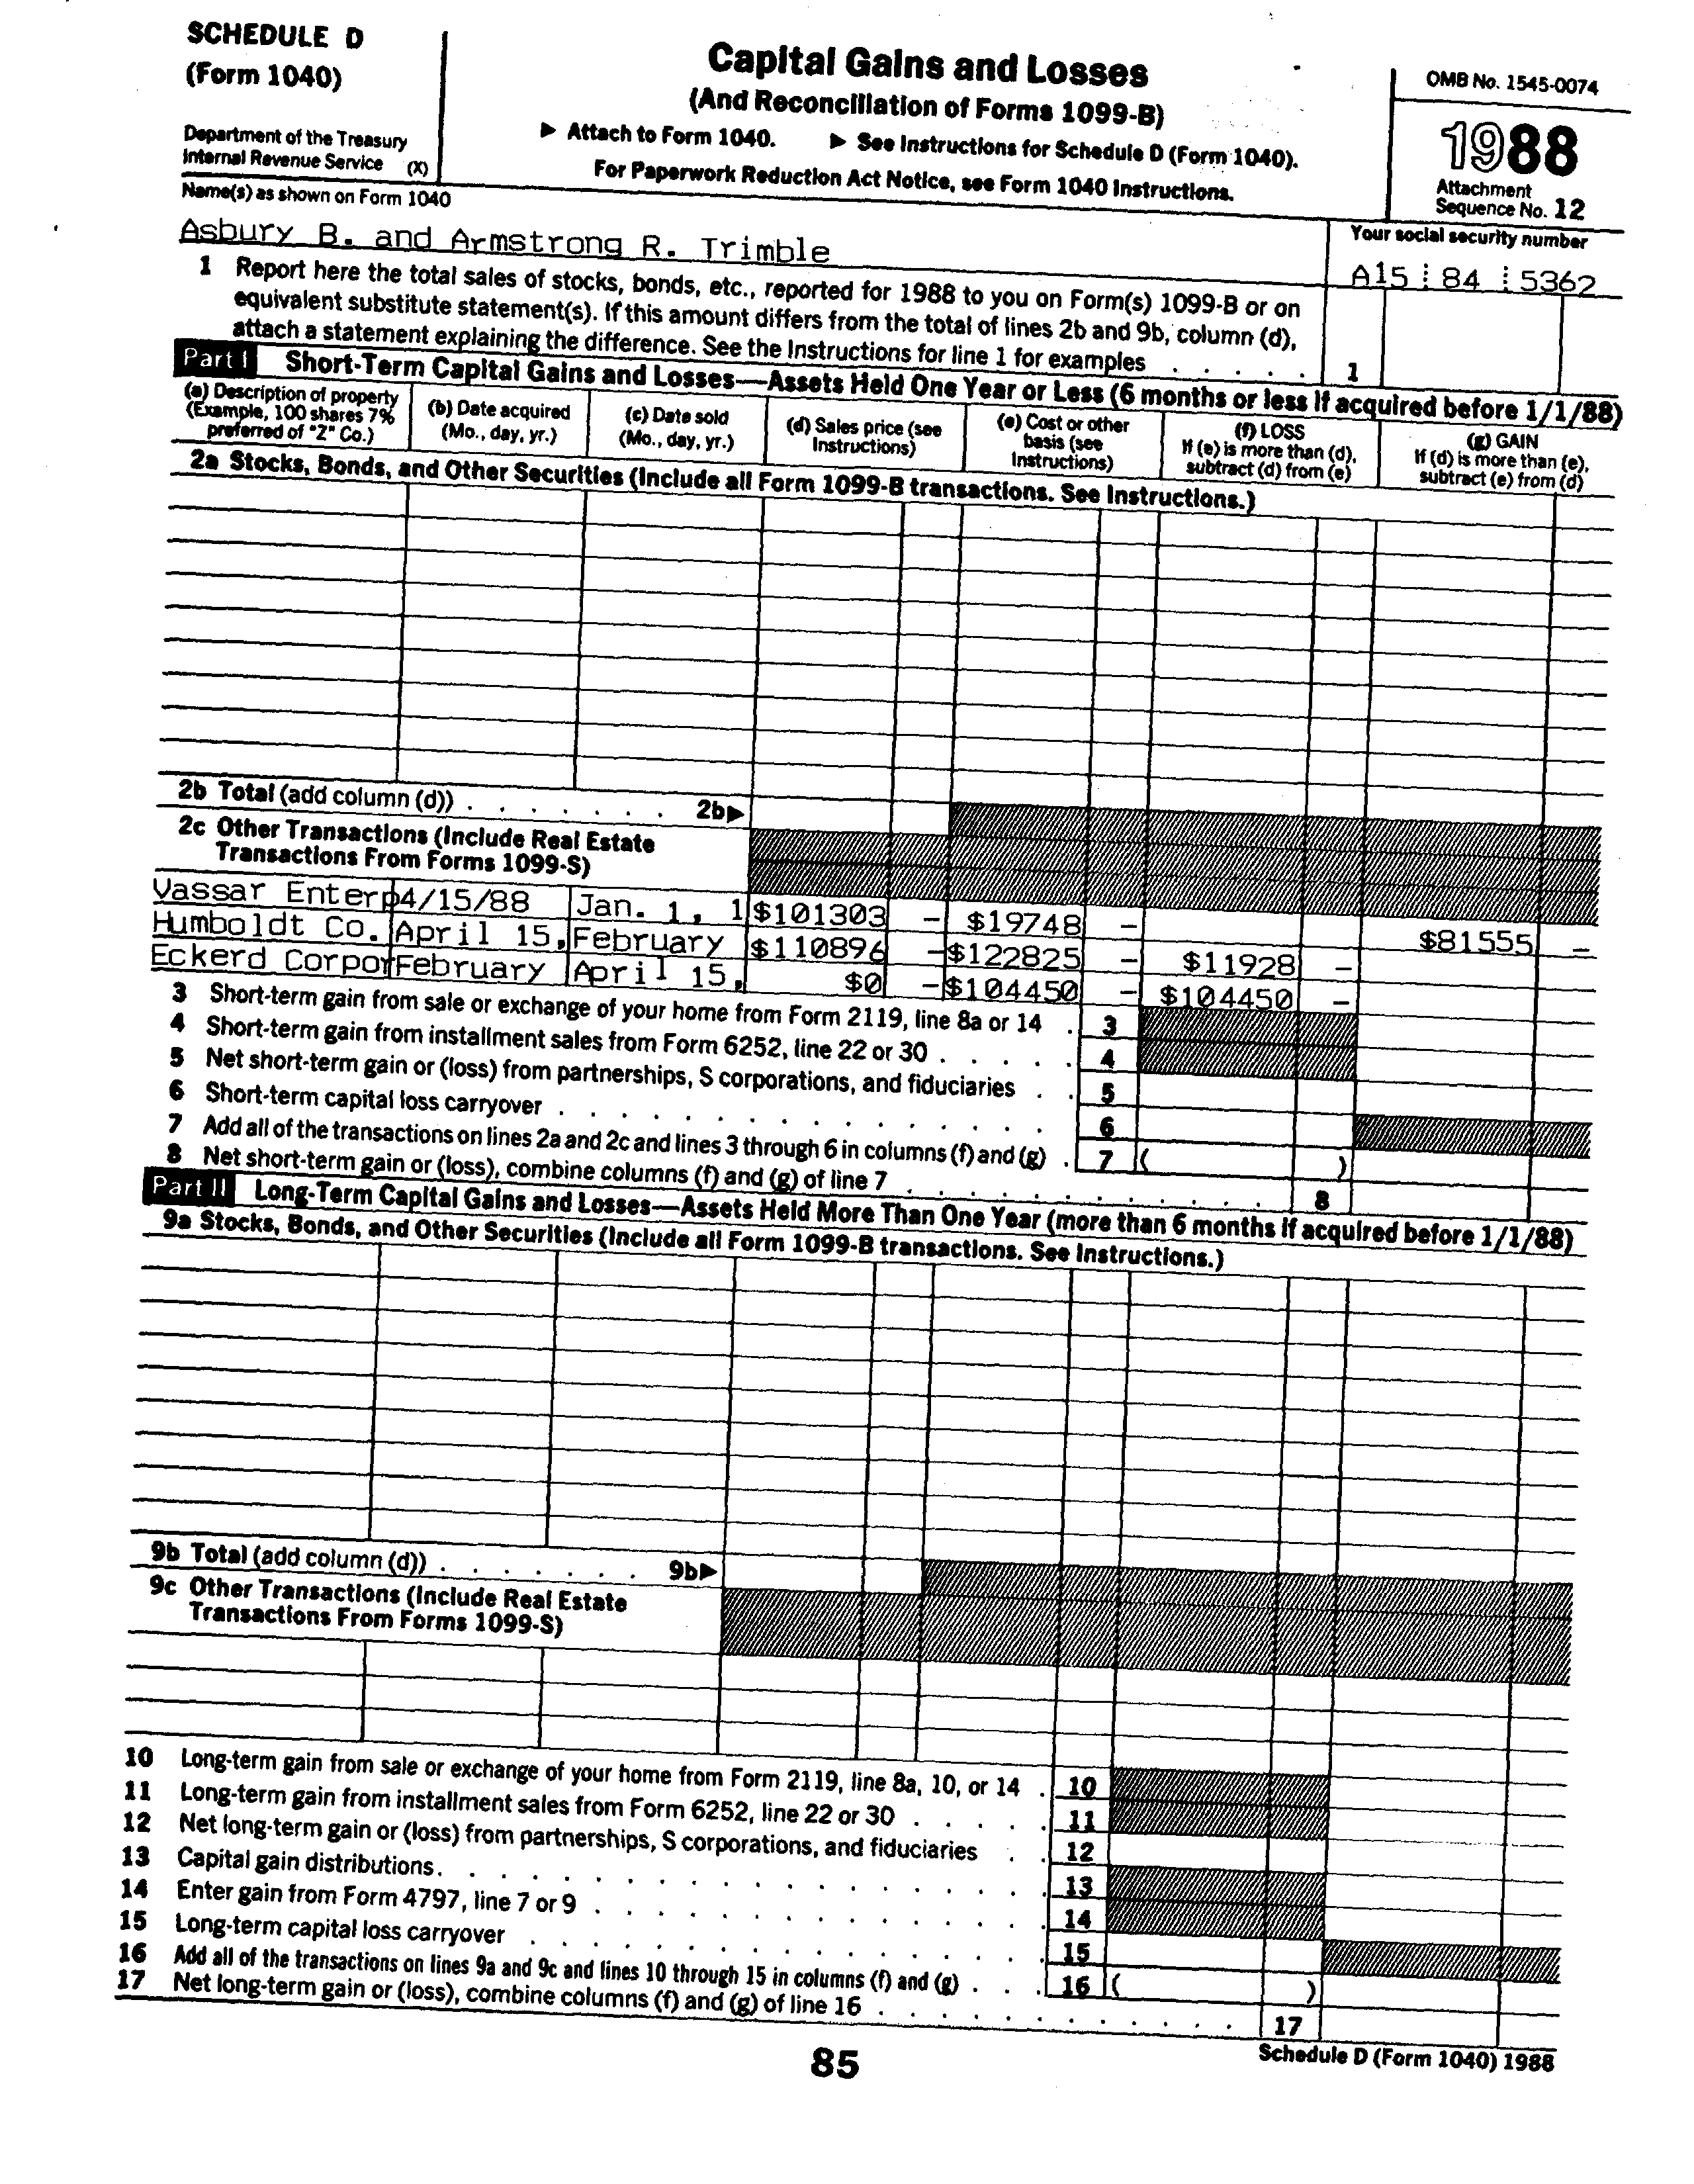 SCHEDULE D
(Form 1040)
Department of the Treasury
Internal Revenue Service (X)
Capital Gains and Losses
(And Reconciliation of Forms 1099-B)
▶ Attach to Form 1040. ▶ See Instructions for Schedule D (Form 1040).
For Paperwork Reduction Act Notice, see Form 1040 Instructions.
OMB No. 1545-0074
1988
Attachment
Sequence No. 12
Name(s) as shown on Form 1040
Your social security number
Asbury B. and Armstrong R. Trimble
A15 84 5362
1 Report here the total sales of stocks, bonds, etc., reported for 1988 to you on Form(s) 1099-B or on
equivalent substitute statement(s). If this amount differs from the total of lines 2b and 9b, column (d),
attach a statement explaining the difference. See the Instructions for line 1 for examples . . . . . 1
Part I Short-Term Capital Gains and Losses—Assets Held One Year or Less (6 months or less if acquired before 1/1/88)
(a) Description of property
(Example, 100 shares 7%
preferred of "Z" Co.)
(b) Date acquired
(Mo., day, yr.)
(c) Date sold
(Mo., day, yr.)
(d) Sales price (see
Instructions)
(e) Cost or other
basis (see
Instructions)
(f) LOSS
If (e) is more than (d),
subtract (d) from (e)
(g) GAIN
If (d) is more than (e),
subtract (e) from (d)
2a Stocks, Bonds, and Other Securities (Include all Form 1099-B transactions. See Instructions.)
2b Total (add column (d)) . . . . . . . 2b▶
2c Other Transactions (Include Real Estate
Transactions From Forms 1099-S)
Vassar Enterp 4/15/88 Jan. 1, 1 $101303 - $19748 - $81555 -
Humboldt Co. April 15, February $110896 - $122825 - $11928 -
Eckerd Corpor February April 15, $0 - $104450 - $104450 -
3 Short-term gain from sale or exchange of your home from Form 2119, line 8a or 14 . 3
4 Short-term gain from installment sales from Form 6252, line 22 or 30 . . . . . 4
5 Net short-term gain or (loss) from partnerships, S corporations, and fiduciaries . . 5
6 Short-term capital loss carryover . . . . . . . . . . . . . 6
7 Add all of the transactions on lines 2a and 2c and lines 3 through 6 in columns (f) and (g) . 7 ( )
8 Net short-term gain or (loss), combine columns (f) and (g) of line 7 . . . . . . . . . . . . 8
Part II Long-Term Capital Gains and Losses—Assets Held More Than One Year (more than 6 months if acquired before 1/1/88)
9a Stocks, Bonds, and Other Securities (Include all Form 1099-B transactions. See Instructions.)
9b Total (add column (d)) . . . . . . . 9b▶
9c Other Transactions (Include Real Estate
Transactions From Forms 1099-S)
10 Long-term gain from sale or exchange of your home from Form 2119, line 8a, 10, or 14 . 10
11 Long-term gain from installment sales from Form 6252, line 22 or 30 . . . . . 11
12 Net long-term gain or (loss) from partnerships, S corporations, and fiduciaries . . 12
13 Capital gain distributions. . . . . . . . . . . . . . . . . 13
14 Enter gain from Form 4797, line 7 or 9 . . . . . . . . . . . . 14
15 Long-term capital loss carryover . . . . . . . . . . . . . . 15
16 Add all of the transactions on lines 9a and 9c and lines 10 through 15 in columns (f) and (g) . . . 16 ( )
17 Net long-term gain or (loss), combine columns (f) and (g) of line 16 . . . . . . . . . . . . 17
85
Schedule D (Form 1040) 1988